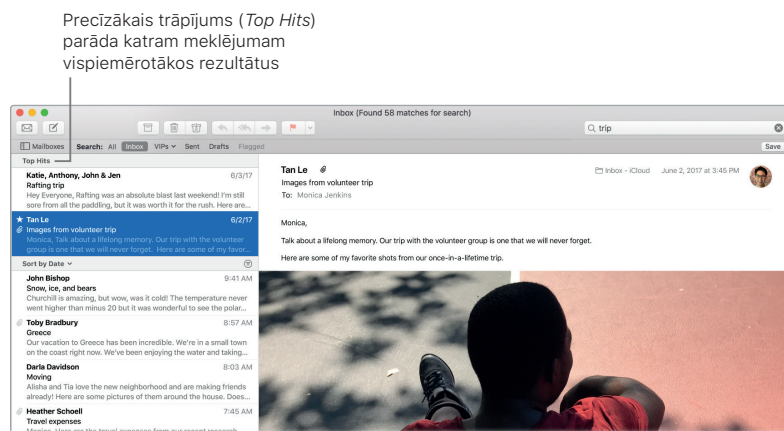 Precīzākais trāpījums (Top Hits)
parāda katram meklējumam
vispiemērotākos rezultātus
Inbox (Found 58 matches for search)
trip
Mailboxes Search: All Inbox VIPs Sent Drafts Flagged Save
Top Hits
Katie, Anthony, John & Jen 6/3/17
Rafting trip
Hey Everyone, Rafting was an absolute blast last weekend! I'm still
sore from all the paddling, but it was worth it for the rush. Here are...
Tan Le 6/2/17
Images from volunteer trip
Monica, Talk about a lifelong memory. Our trip with the volunteer
group is one that we will never forget. Here are some of my favor...
Sort by Date
John Bishop 9:41 AM
Snow, ice, and bears
Churchill is amazing, but wow, was it cold! The temperature never
went higher than minus 20 but it was wonderful to see the polar...
Toby Bradbury 8:57 AM
Greece
Our vacation to Greece has been incredible. We're in a small town
on the coast right now. We've been enjoying the water and taking...
Darla Davidson 8:03 AM
Moving
Alisha and Tia love the new neighborhood and are making friends
already! Here are some pictures of them around the house. Does...
Heather Schoell 7:45 AM
Travel expenses
Monica, Here are the travel expenses from our recent research
Tan Le Inbox - iCloud June 2, 2017 at 3:45 PM
Images from volunteer trip
To: Monica Jenkins
Monica,
Talk about a lifelong memory. Our trip with the volunteer group is one that we will never forget.
Here are some of my favorite shots from our once-in-a-lifetime trip.